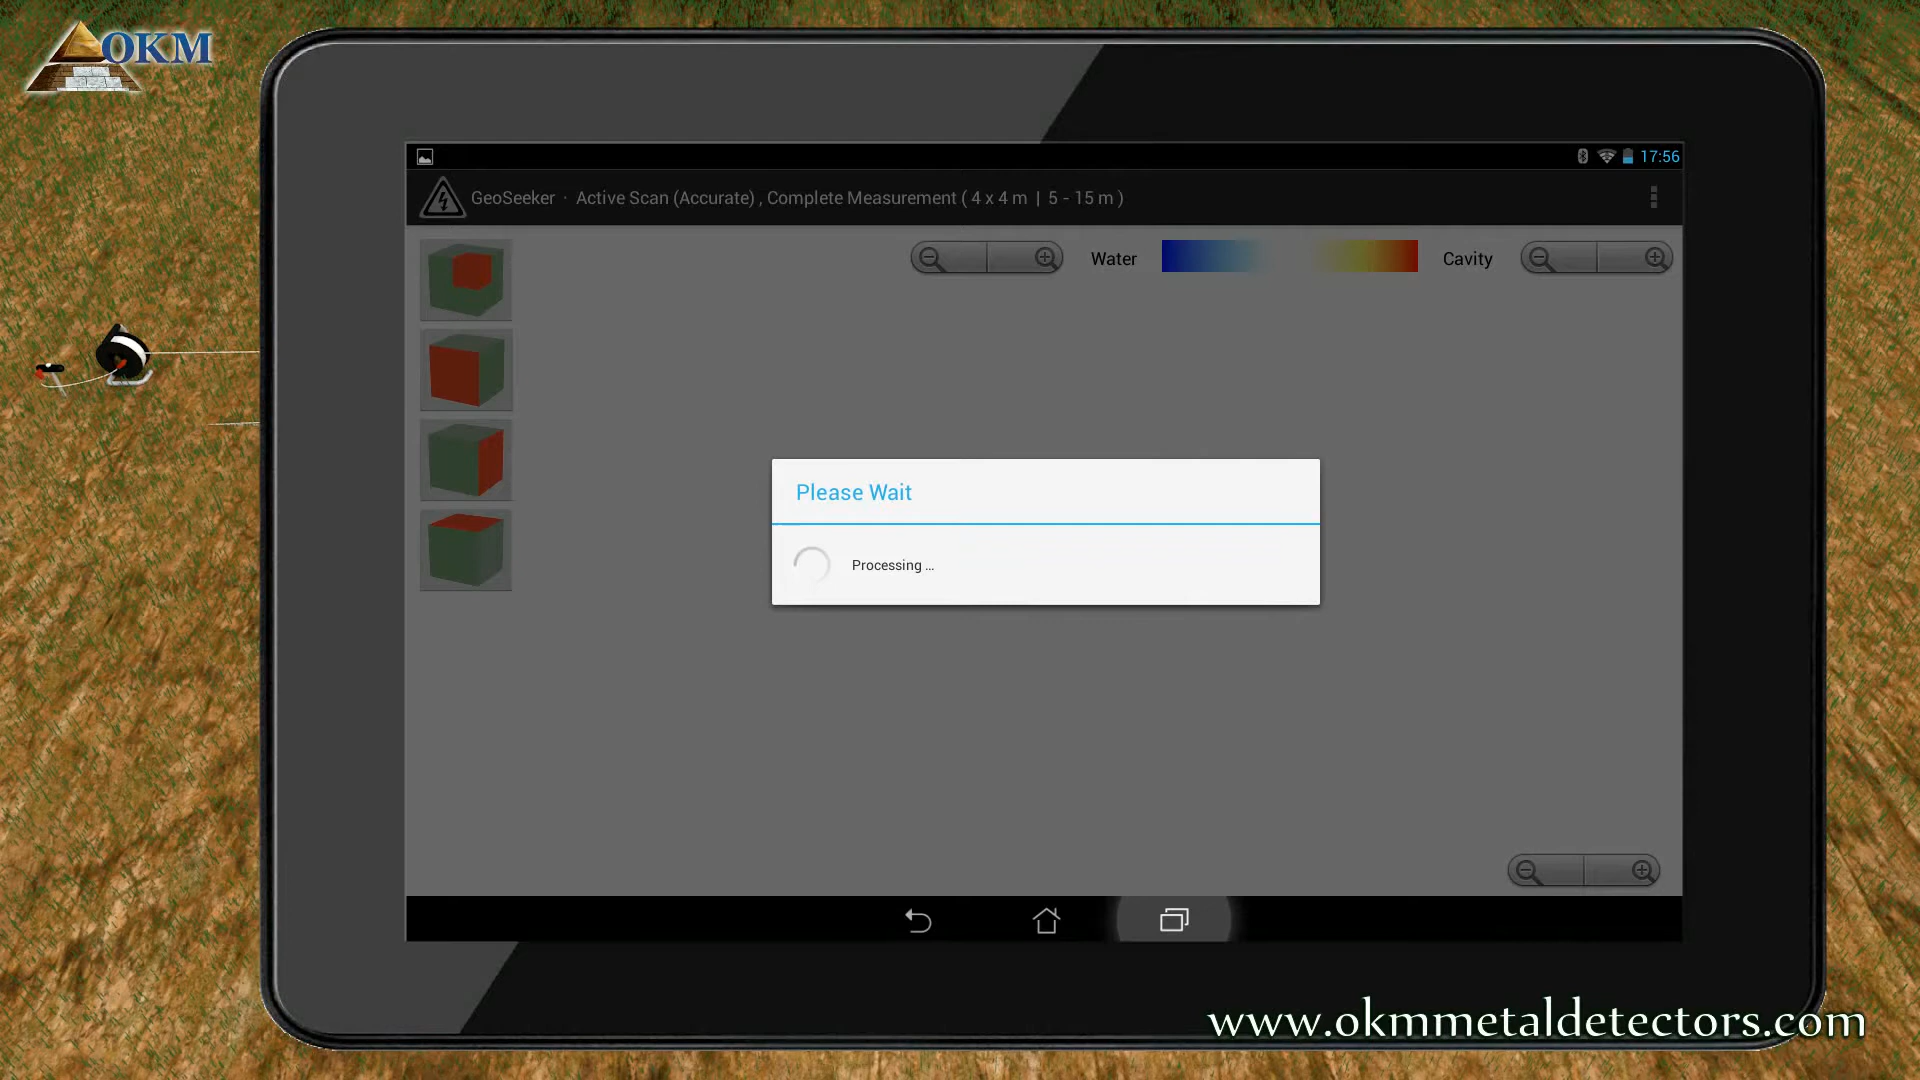 OKM
17:56
GeoSeeker · Active Scan (Accurate) , Complete Measurement ( 4 x 4 m | 5 - 15 m )
Water
Cavity
Please Wait
Processing ...
www.okmmetaldetectors.com